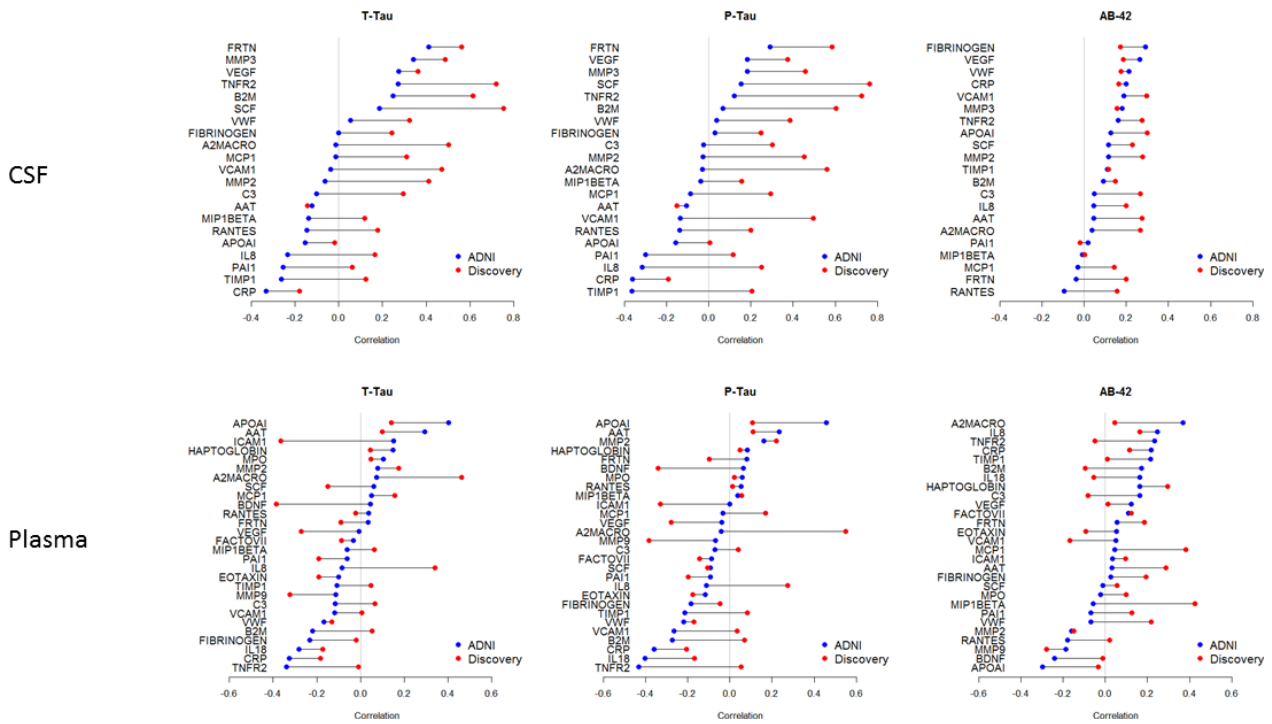 T-Tau
P-Tau
AB-42
CSF
FRTN
MMP3
VEGF
TNFR2
B2M
SCF
VWF
FIBRINOGEN
A2MACRO
MCP1
VCAM1
MMP2
C3
AAT
MIP1BETA
RANTES
APOAI
IL8
PAI1
TIMP1
CRP
ADNI
Discovery
-0.4 -0.2 0.0 0.2 0.4 0.6 0.8
Correlation
FRTN
VEGF
MMP3
SCF
TNFR2
B2M
VWF
FIBRINOGEN
C3
MMP2
A2MACRO
MIP1BETA
MCP1
AAT
VCAM1
RANTES
APOAI
PAI1
IL8
CRP
TIMP1
ADNI
Discovery
-0.4 -0.2 0.0 0.2 0.4 0.6 0.8
Correlation
FIBRINOGEN
VEGF
VWF
CRP
VCAM1
MMP3
TNFR2
APOAI
SCF
MMP2
TIMP1
B2M
C3
IL8
AAT
A2MACRO
PAI1
MIP1BETA
MCP1
FRTN
RANTES
ADNI
Discovery
-0.4 -0.2 0.0 0.2 0.4 0.6 0.8
Correlation
T-Tau
P-Tau
AB-42
Plasma
APOAI
AAT
ICAM1
HAPTOGLOBIN
MPO
MMP2
A2MACRO
SCF
MCP1
BDNF
RANTES
FRTN
VEGF
FACTOVII
MIP1BETA
PAI1
IL8
EOTAXIN
TIMP1
MMP9
C3
VCAM1
VWF
B2M
FIBRINOGEN
IL18
CRP
TNFR2
ADNI
Discovery
-0.6 -0.4 -0.2 0.0 0.2 0.4 0.6
Correlation
APOAI
AAT
MMP2
HAPTOGLOBIN
FRTN
BDNF
MPO
RANTES
MIP1BETA
ICAM1
MCP1
VEGF
A2MACRO
MMP9
C3
FACTOVII
SCF
PAI1
IL8
EOTAXIN
FIBRINOGEN
TIMP1
VWF
VCAM1
B2M
CRP
IL18
TNFR2
ADNI
Discovery
-0.6 -0.4 -0.2 0.0 0.2 0.4 0.6
Correlation
A2MACRO
IL8
TNFR2
CRP
TIMP1
B2M
IL18
HAPTOGLOBIN
C3
VEGF
FACTOVII
FRTN
EOTAXIN
VCAM1
MCP1
ICAM1
AAT
FIBRINOGEN
SCF
MPO
MIP1BETA
PAI1
VWF
MMP2
RANTES
MMP9
BDNF
APOAI
ADNI
Discovery
-0.6 -0.4 -0.2 0.0 0.2 0.4 0.6
Correlation